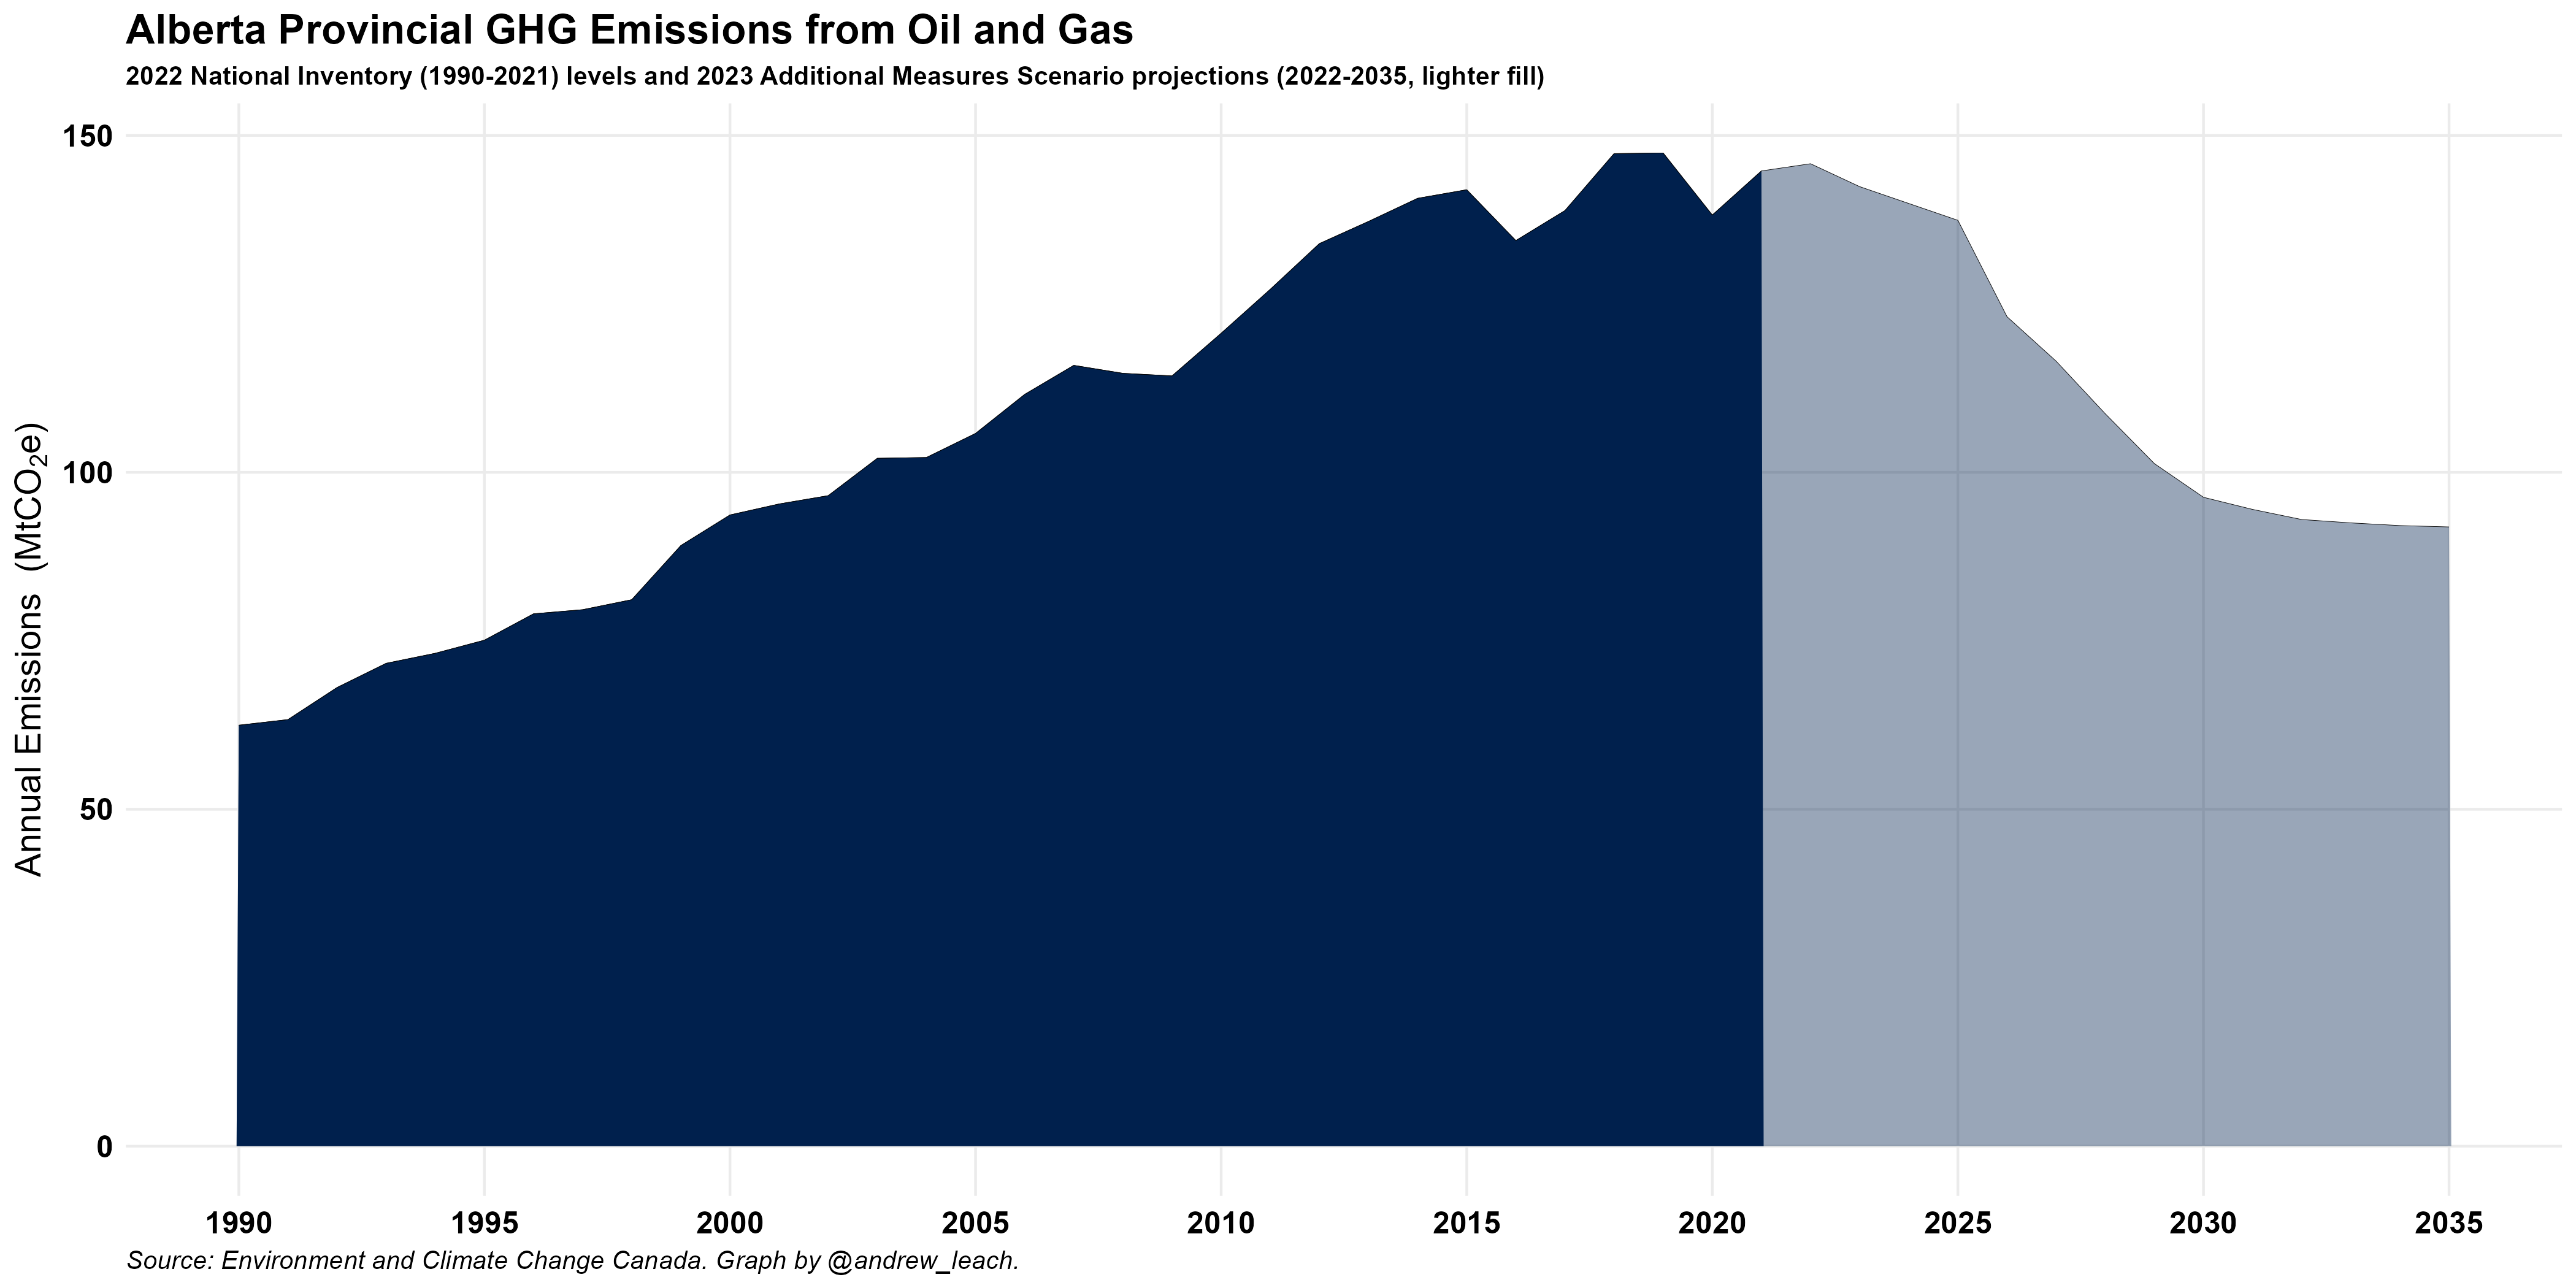 Alberta Provincial GHG Emissions from Oil and Gas
2022 National Inventory (1990-2021) levels and 2023 Additional Measures Scenario projections (2022-2035, lighter fill)
Annual Emissions (MtCO₂e)
150
100
50
0
1990 1995 2000 2005 2010 2015 2020 2025 2030 2035
Source: Environment and Climate Change Canada. Graph by @andrew_leach.